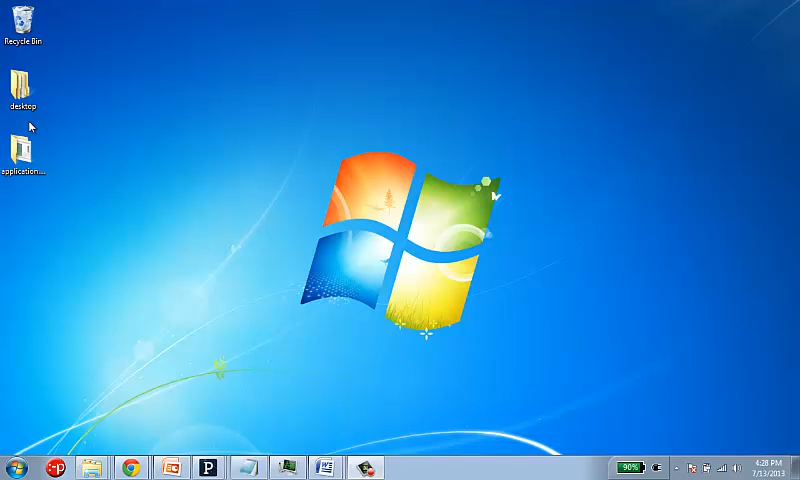 Recycle Bin
desktop
application....
:P
P
W
90%
4:28 PM
7/13/2013